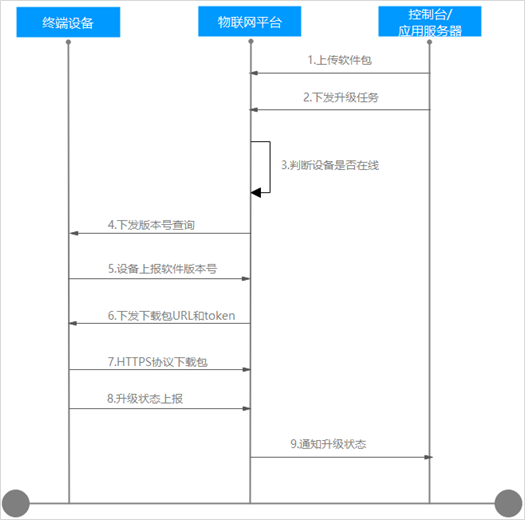 终端设备
物联网平台
控制台/
应用服务器
1.上传软件包
2.下发升级任务
3.判断设备是否在线
4.下发版本号查询
5.设备上报软件版本号
6.下发下载包URL和token
7.HTTPS协议下载包
8.升级状态上报
9.通知升级状态